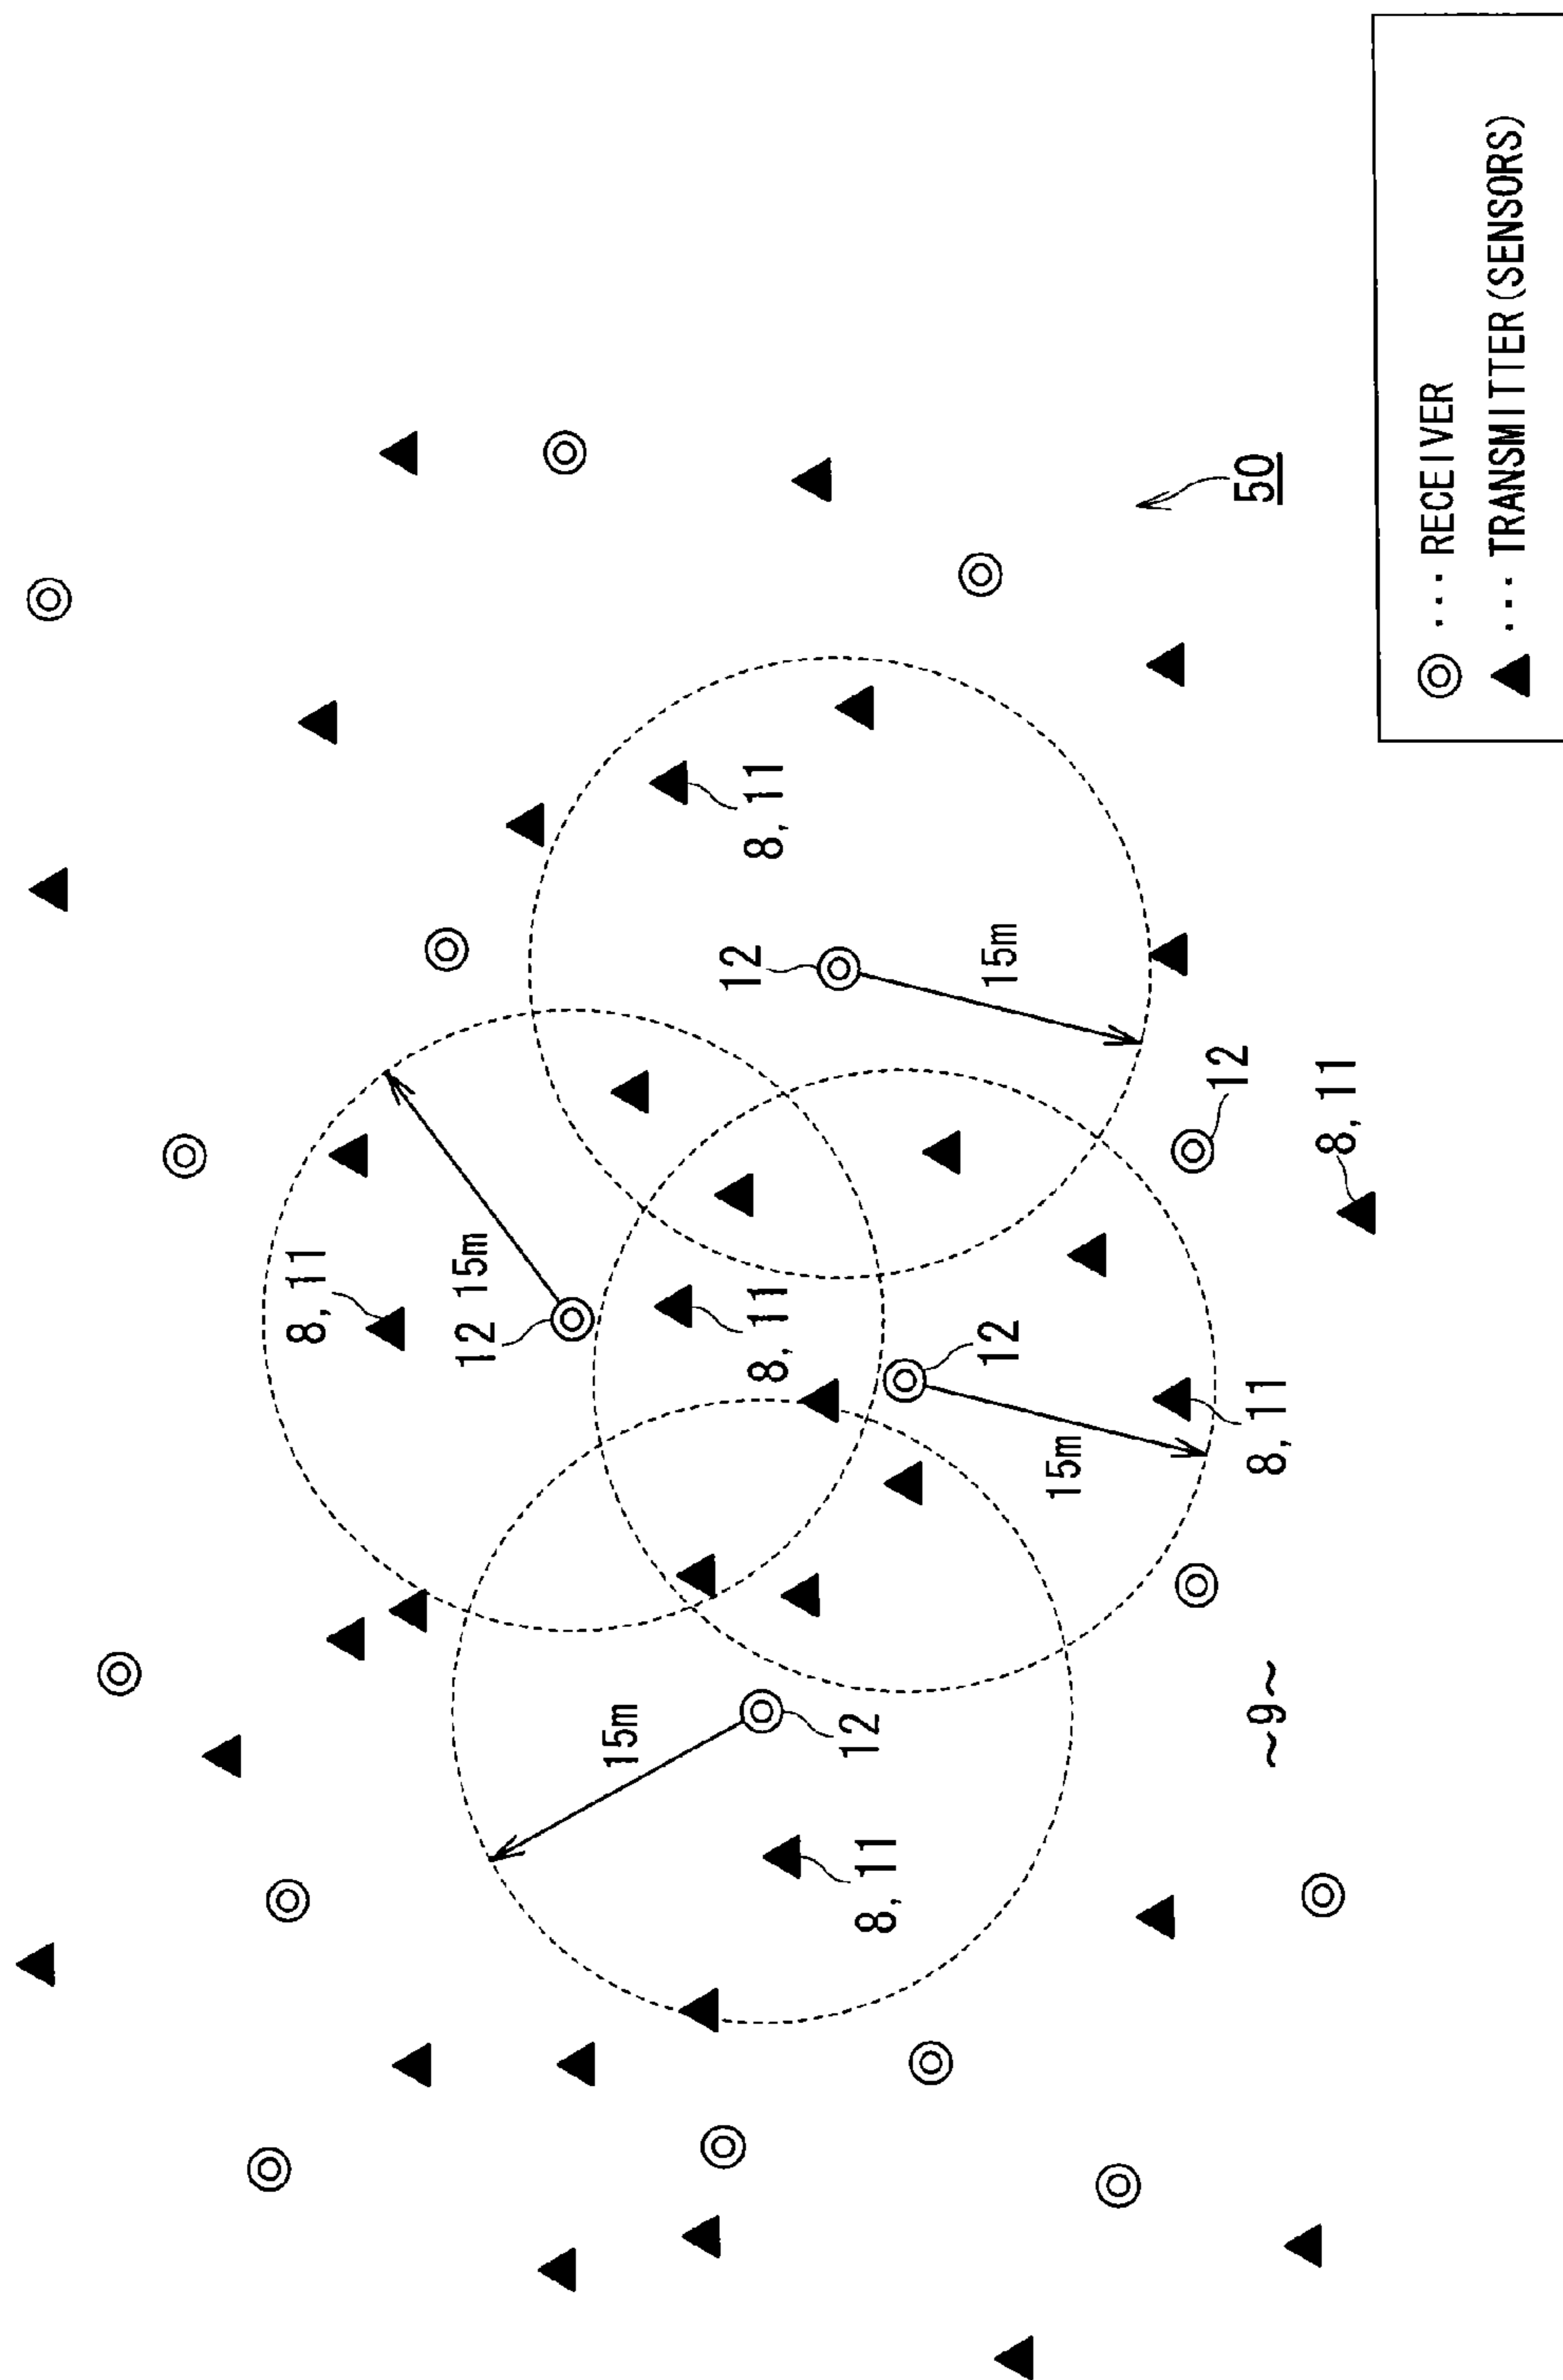 8, 11
12
15m
15m
12
8, 11
8, 11
12
8, 11
12
15m
15m
12
~9~
8, 11
50
8, 11
··· RECEIVER
··· TRANSMITTER(SENSORS)